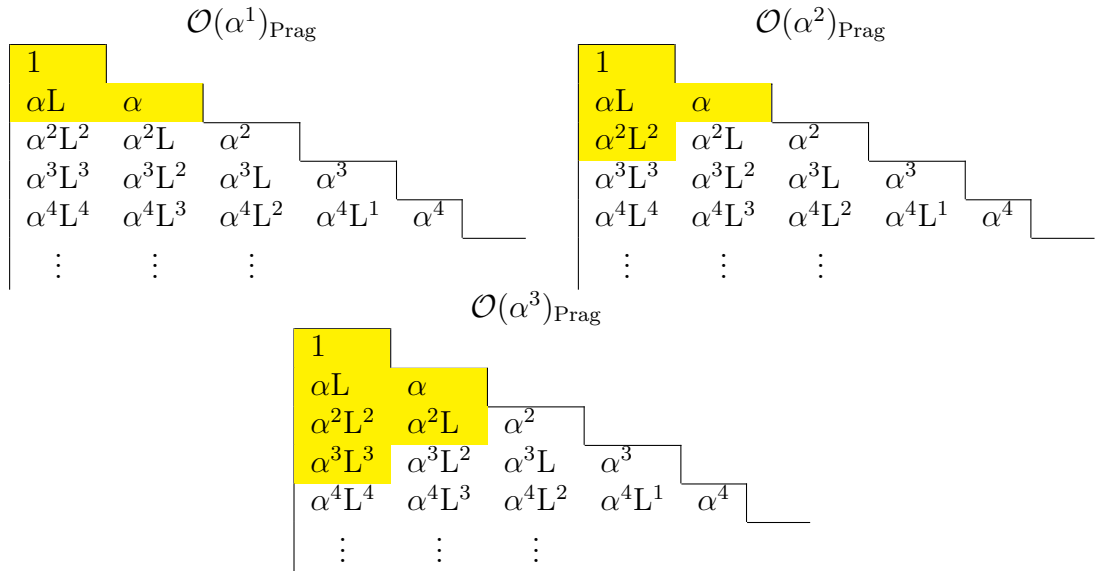 𝒪(α¹)_Prag
1
αL α
α²L² α²L α²
α³L³ α³L² α³L α³
α⁴L⁴ α⁴L³ α⁴L² α⁴L¹ α⁴
⋮ ⋮ ⋮
𝒪(α²)_Prag
1
αL α
α²L² α²L α²
α³L³ α³L² α³L α³
α⁴L⁴ α⁴L³ α⁴L² α⁴L¹ α⁴
⋮ ⋮ ⋮
𝒪(α³)_Prag
1
αL α
α²L² α²L α²
α³L³ α³L² α³L α³
α⁴L⁴ α⁴L³ α⁴L² α⁴L¹ α⁴
⋮ ⋮ ⋮